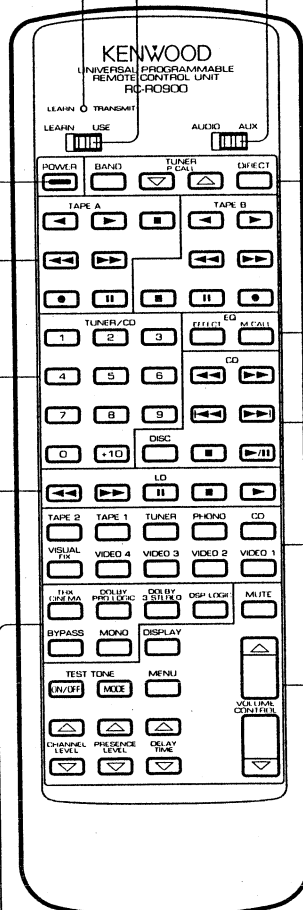 KENWOOD
UNIVERSAL PROGRAMMABLE
REMOTE CONTROL UNIT
RC-R0900
LEARN TRANSMIT
LEARN USE
AUDIO AUX
POWER BAND TUNER P.CALL DIRECT
TAPE A TAPE B
TUNER/CD EQ
EFFECT M.CALL
1 2 3
CD
4 5 6
7 8 9
DISC
0 +10
LD
TAPE 2 TAPE 1 TUNER PHONO CD
VISUAL FIX VIDEO 4 VIDEO 3 VIDEO 2 VIDEO 1
THX CINEMA DOLBY PRO LOGIC DOLBY 3 STEREO DSP LOGIC MUTE
BYPASS MONO DISPLAY
TEST TONE MENU
ON/OFF MODE
VOLUME
CONTROL
CHANNEL PRESENCE DELAY
LEVEL LEVEL TIME